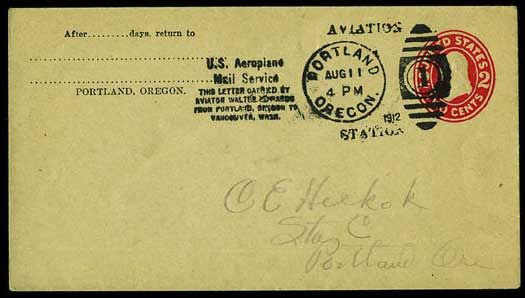 After.........days, return to
PORTLAND, OREGON.
U.S. Aeroplane
Mail Service
THIS LETTER CARRIED BY
AVIATOR WALTER EDWARDS
FROM PORTLAND, OREGON TO
VANCOUVER, WASH.
AVIATION
PORTLAND
AUG 11
4 PM
OREGON.
1912
STATION
1
UNITED STATES
2 CENTS
C E Heckok
Sta C
Portland Ore